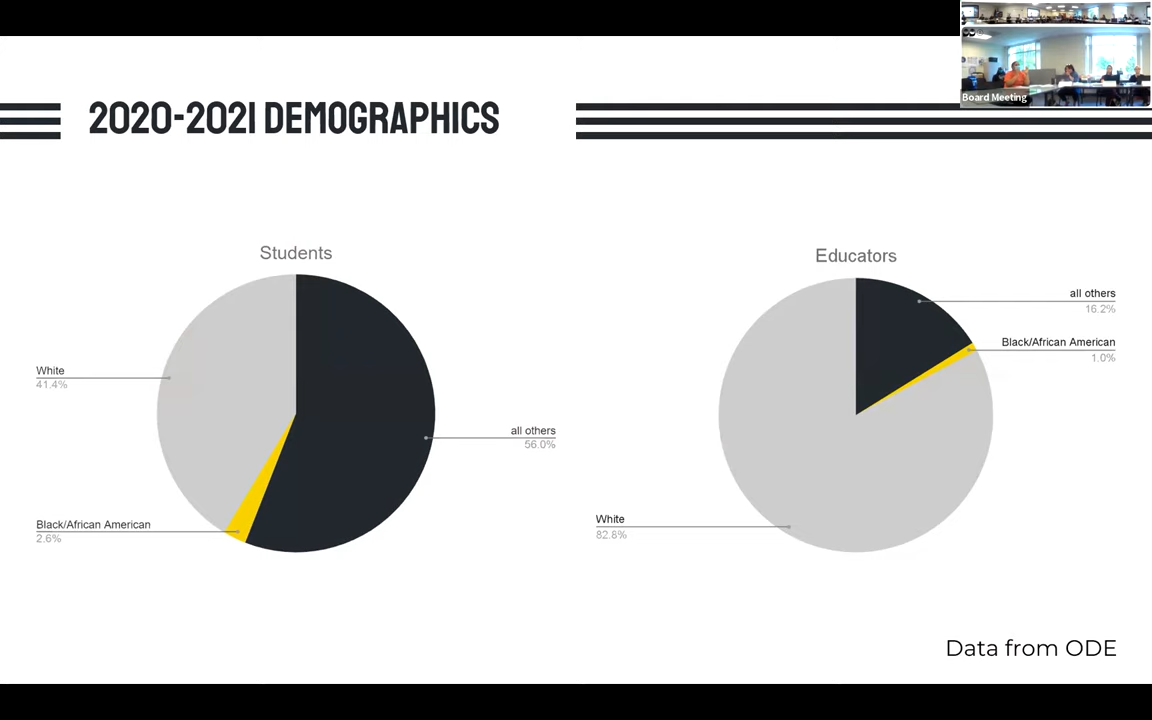 Board Meeting
2020-2021 DEMOGRAPHICS
Students
White
41.4%
all others
56.0%
Black/African American
2.6%
Educators
all others
16.2%
Black/African American
1.0%
White
82.8%
Data from ODE